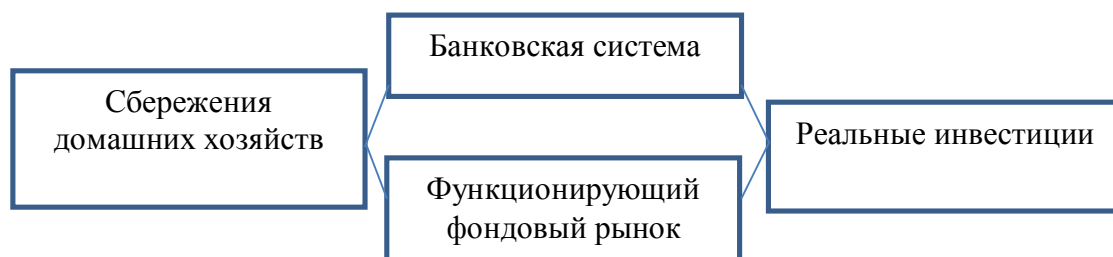 Банковская система
Сбережения
домашних хозяйств
Реальные инвестиции
Функционирующий
фондовый рынок